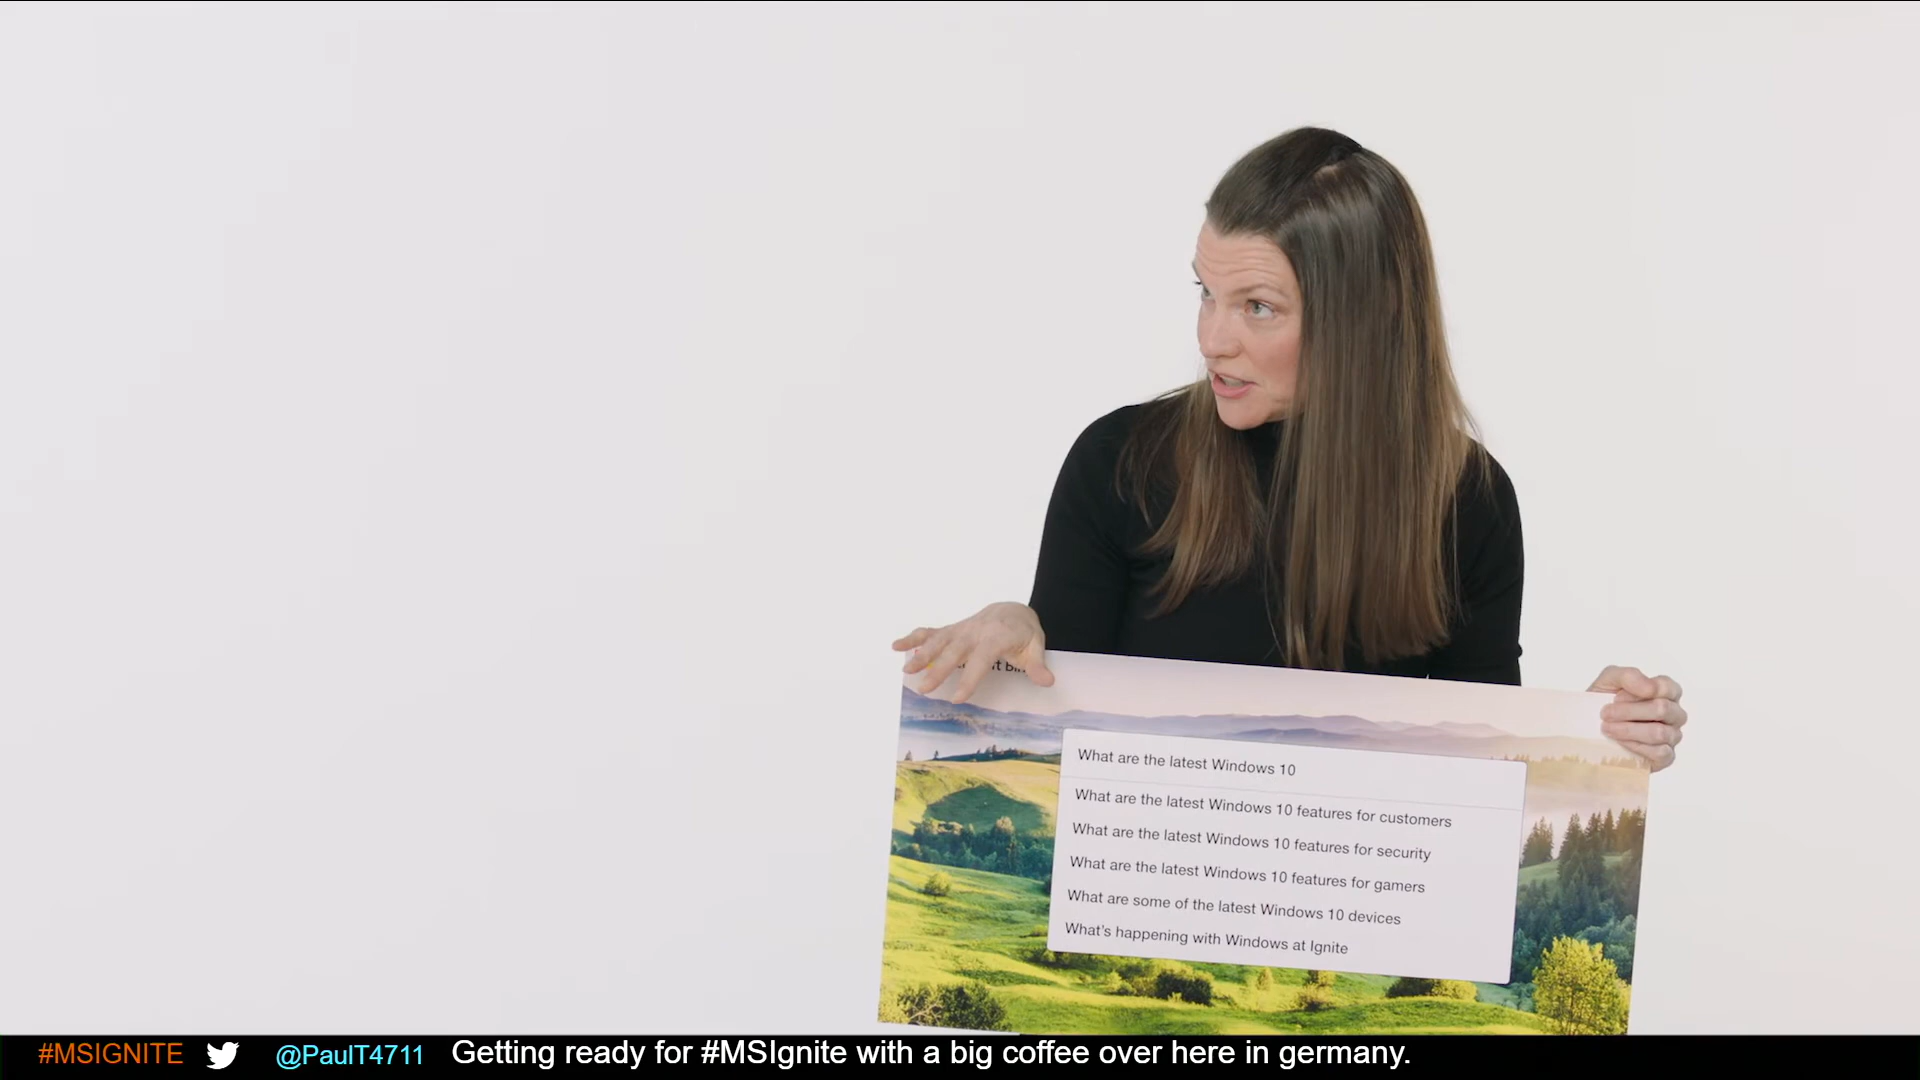 What are the latest Windows 10
What are the latest Windows 10 features for customers
What are the latest Windows 10 features for security
What are the latest Windows 10 features for gamers
What are some of the latest Windows 10 devices
What's happening with Windows at Ignite
#MSIGNITE @PaulT4711 Getting ready for #MSIgnite with a big coffee over here in germany.